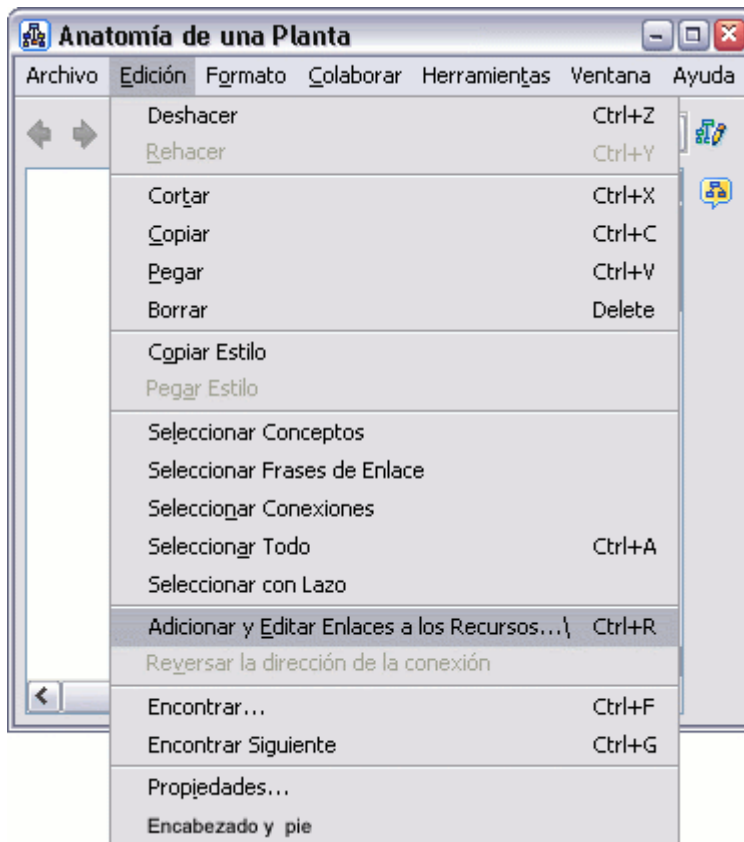 Anatomía de una Planta
Archivo Edición Formato Colaborar Herramientas Ventana Ayuda
Deshacer Ctrl+Z
Rehacer Ctrl+Y
Cortar Ctrl+X
Copiar Ctrl+C
Pegar Ctrl+V
Borrar Delete
Copiar Estilo
Pegar Estilo
Seleccionar Conceptos
Seleccionar Frases de Enlace
Seleccionar Conexiones
Seleccionar Todo Ctrl+A
Seleccionar con Lazo
Adicionar y Editar Enlaces a los Recursos...\ Ctrl+R
Reversar la dirección de la conexión
Encontrar... Ctrl+F
Encontrar Siguiente Ctrl+G
Propiedades...
Encabezado y pie